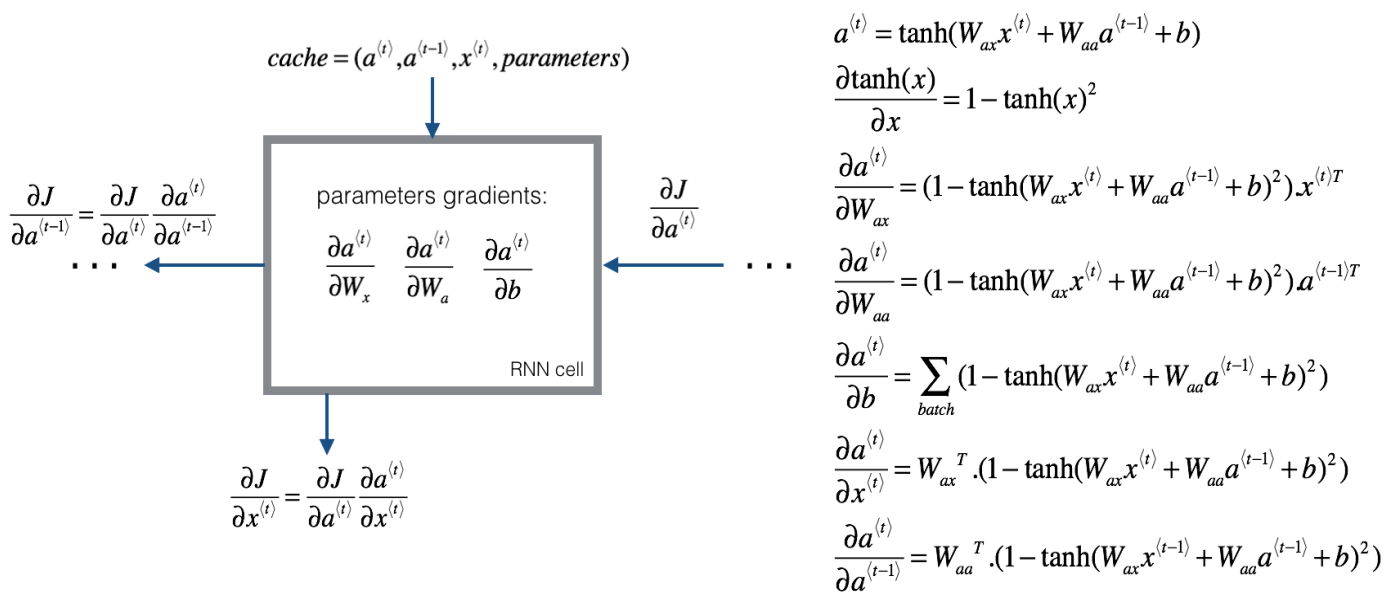 cache = (a^⟨t⟩, a^⟨t-1⟩, x^⟨t⟩, parameters)
∂J/∂a^⟨t-1⟩ = ∂J/∂a^⟨t⟩ ∂a^⟨t⟩/∂a^⟨t-1⟩
. . .
parameters gradients:
∂a^⟨t⟩/∂W_x ∂a^⟨t⟩/∂W_a ∂a^⟨t⟩/∂b
RNN cell
∂J/∂a^⟨t⟩
. . .
∂J/∂x^⟨t⟩ = ∂J/∂a^⟨t⟩ ∂a^⟨t⟩/∂x^⟨t⟩
a^⟨t⟩ = tanh(W_ax x^⟨t⟩ + W_aa a^⟨t-1⟩ + b)
∂tanh(x)/∂x = 1 − tanh(x)^2
∂a^⟨t⟩/∂W_ax = (1 − tanh(W_ax x^⟨t⟩ + W_aa a^⟨t-1⟩ + b)^2).x^⟨t⟩T
∂a^⟨t⟩/∂W_aa = (1 − tanh(W_ax x^⟨t⟩ + W_aa a^⟨t-1⟩ + b)^2).a^⟨t-1⟩T
∂a^⟨t⟩/∂b = ∑_batch (1 − tanh(W_ax x^⟨t⟩ + W_aa a^⟨t-1⟩ + b)^2)
∂a^⟨t⟩/∂x^⟨t⟩ = W_ax^T.(1 − tanh(W_ax x^⟨t⟩ + W_aa a^⟨t-1⟩ + b)^2)
∂a^⟨t⟩/∂a^⟨t-1⟩ = W_aa^T.(1 − tanh(W_ax x^⟨t-1⟩ + W_aa a^⟨t-1⟩ + b)^2)